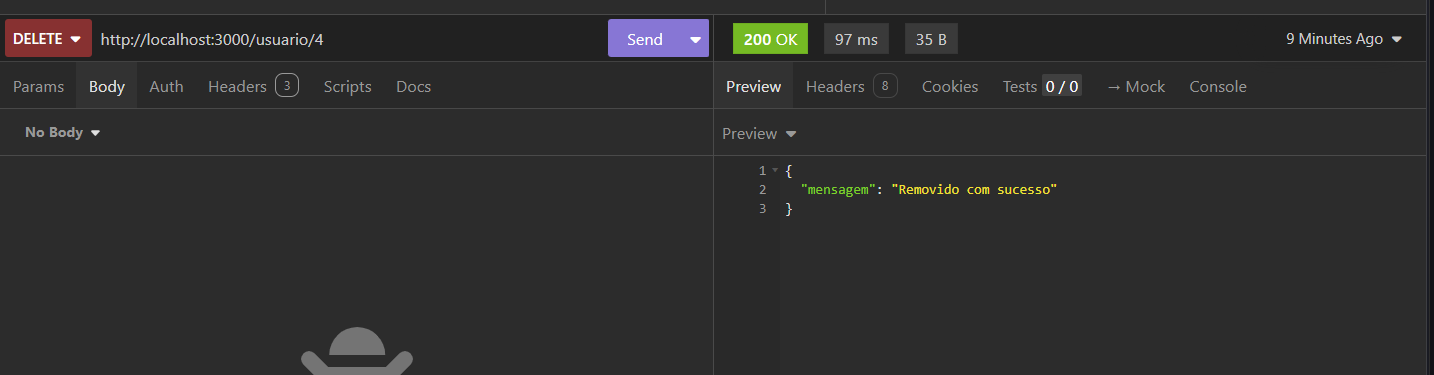 DELETE http://localhost:3000/usuario/4 Send 200 OK 97 ms 35 B 9 Minutes Ago
Params Body Auth Headers 3 Scripts Docs Preview Headers 8 Cookies Tests 0 / 0 → Mock Console
No Body Preview
1 {
2 "mensagem": "Removido com sucesso"
3 }